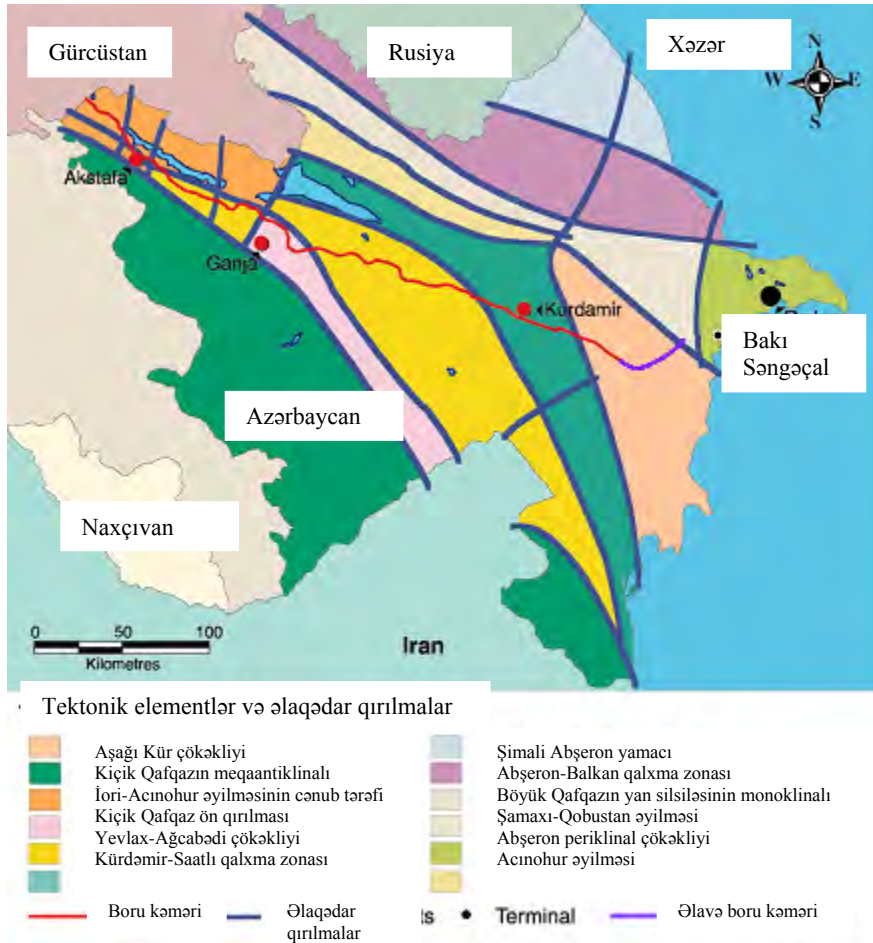 Gürcüstan
Rusiya
Xəzər
N
W
E
S
Akstafa
Ganja
Kurdamir
Bakı
Səngəçal
Azərbaycan
Naxçıvan
0 50 100
Kilometres
Iran
Tektonik elementlər və əlaqədar qırılmalar
Aşağı Kür çökəkliyi
Kiçik Qafqazın meqaantiklinalı
İori-Acınohur əyilməsinin cənub tərəfi
Kiçik Qafqaz ön qırılması
Yevlax-Ağcabədi çökəkliyi
Kürdəmir-Saatlı qalxma zonası
Şimali Abşeron yamacı
Abşeron-Balkan qalxma zonası
Böyük Qafqazın yan silsiləsinin monoklinalı
Şamaxı-Qobustan əyilməsi
Abşeron periklinal çökəkliyi
Acınohur əyilməsi
Boru kəməri
Əlaqədar
qırılmalar
ts
Terminal
Əlavə boru kəməri